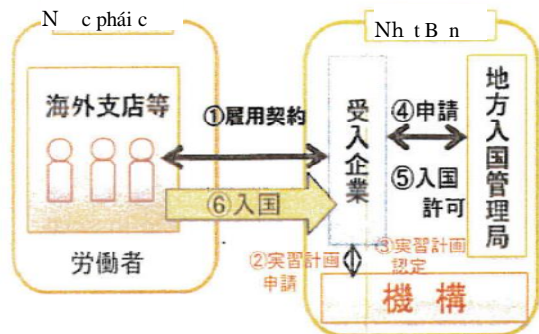 N c phái c
Nh t B n
海外支店等
労働者
①雇用契約
⑥入国
受入企業
④申請
⑤入国
許可
地方入国管理局
②実習計画
申請
③実習計画
認定
機構